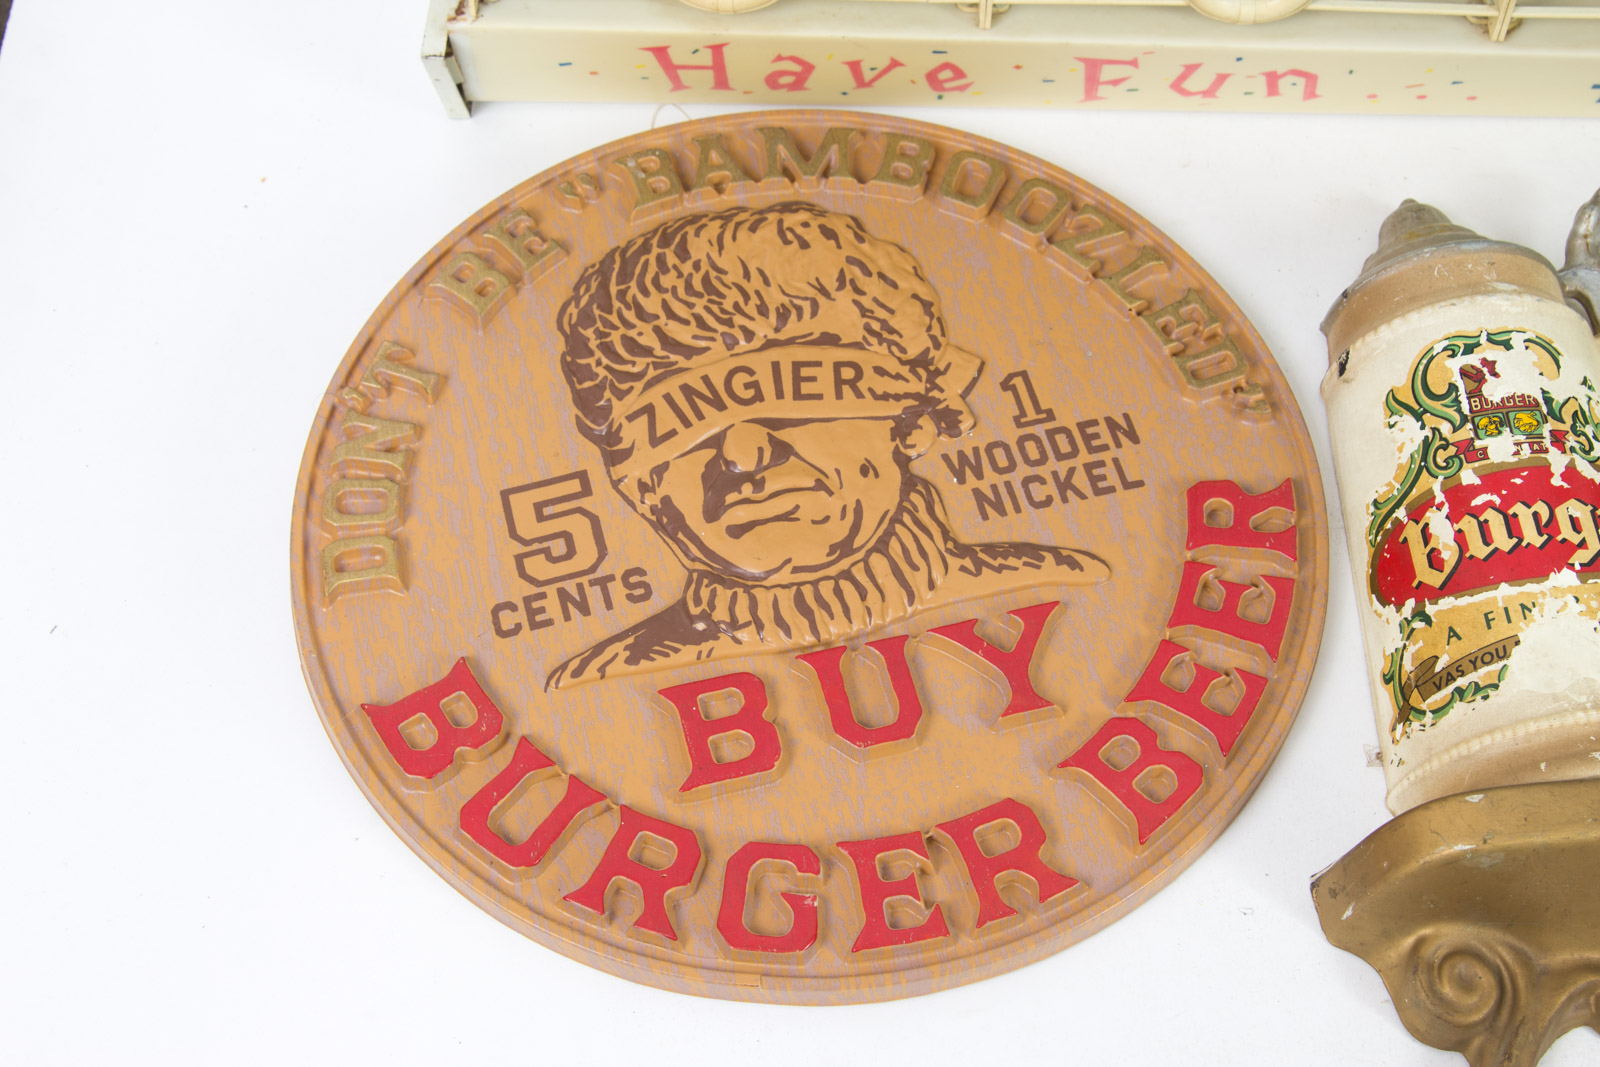 Have Fun...
DON'T BE "BAMBOOZLED"
ZINGIER
5
CENTS
1
WOODEN
NICKEL
BUY
BURGER BEER
BURGER
Burg
A FIN
VAS YOU